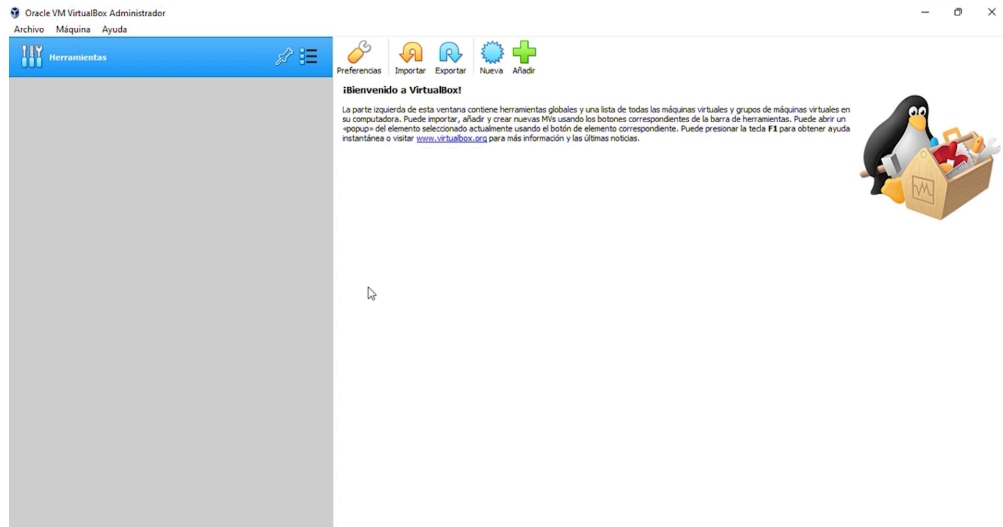 Oracle VM VirtualBox Administrador
Archivo Máquina Ayuda
Herramientas
Preferencias Importar Exportar Nueva Añadir
¡Bienvenido a VirtualBox!
La parte izquierda de esta ventana contiene herramientas globales y una lista de todas las máquinas virtuales y grupos de máquinas virtuales en
su computadora. Puede importar, añadir y crear nuevas MVs usando los botones correspondientes de la barra de herramientas. Puede abrir un
«popup» del elemento seleccionado actualmente usando el botón de elemento correspondiente. Puede presionar la tecla F1 para obtener ayuda
instantánea o visitar www.virtualbox.org para más información y las últimas noticias.